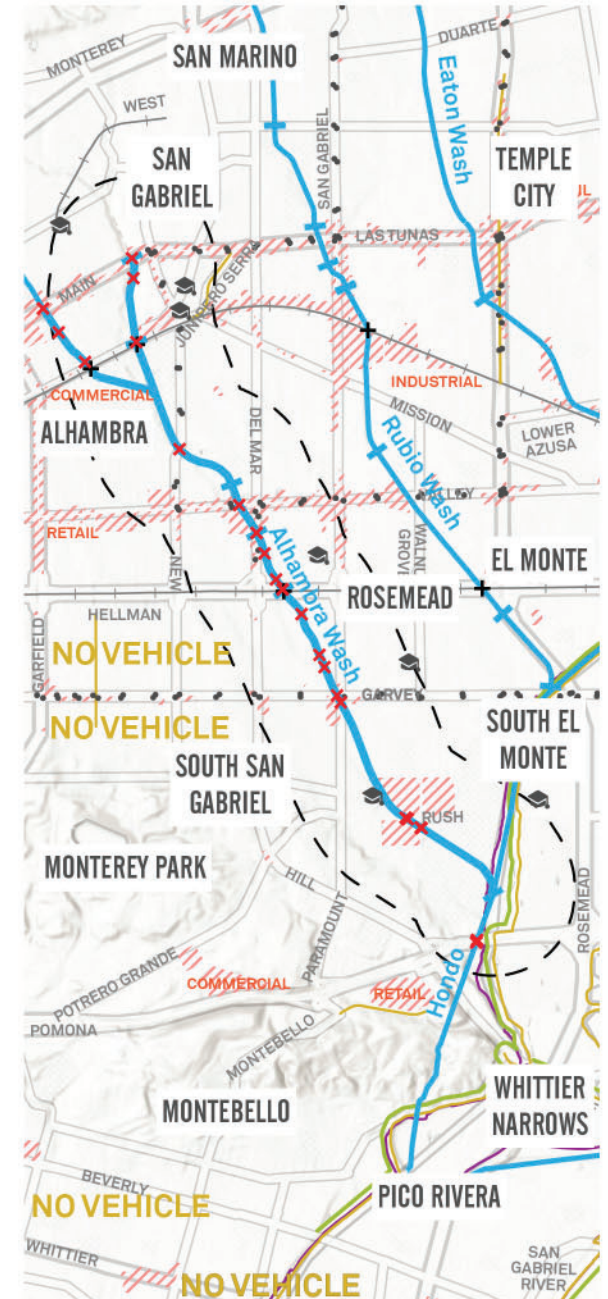 DUARTE
SAN MARINO
MONTEREY
Eaton Wash
WEST
SAN GABRIEL
SAN
GABRIEL
TEMPLE
CITY
LAS TUNAS
JUNIPERO SERRA
MAIN
INDUSTRIAL
COMMERCIAL
MISSION
DEL MAR
ALHAMBRA
LOWER
AZUSA
Rubio Wash
VALLEY
RETAIL
Alhambra Wash
NEW
EL MONTE
ROSEMEAD
HELLMAN
GARFIELD
NO VEHICLE
GARVEY
NO VEHICLE
SOUTH EL
MONTE
SOUTH SAN
GABRIEL
RUSH
MONTEREY PARK
HILL
PARAMOUNT
ROSEMEAD
POTRERO GRANDE
COMMERCIAL
RETAIL
Hondo
POMONA
MONTEBELLO
WHITTIER
NARROWS
MONTEBELLO
BEVERLY
PICO RIVERA
NO VEHICLE
WHITTIER
SAN
GABRIEL
RIVER
NO VEHICLE